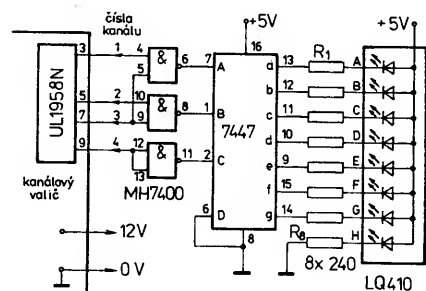 čísla
kanálu
+5V
+5V
UL1958N
kanálový
volič
3 1 4
5 2 10
7 3 9
9 4 12
13
5
&
&
&
6 7
8 1
11 2
MH7400
16
A
B
C
D
6
8
7447
a 13 R1 A
b 12 B
c 11 C
d 10 D
e 9 E
f 15 F
g 14 G
R8 H
8x 240
LQ410
12V
0V